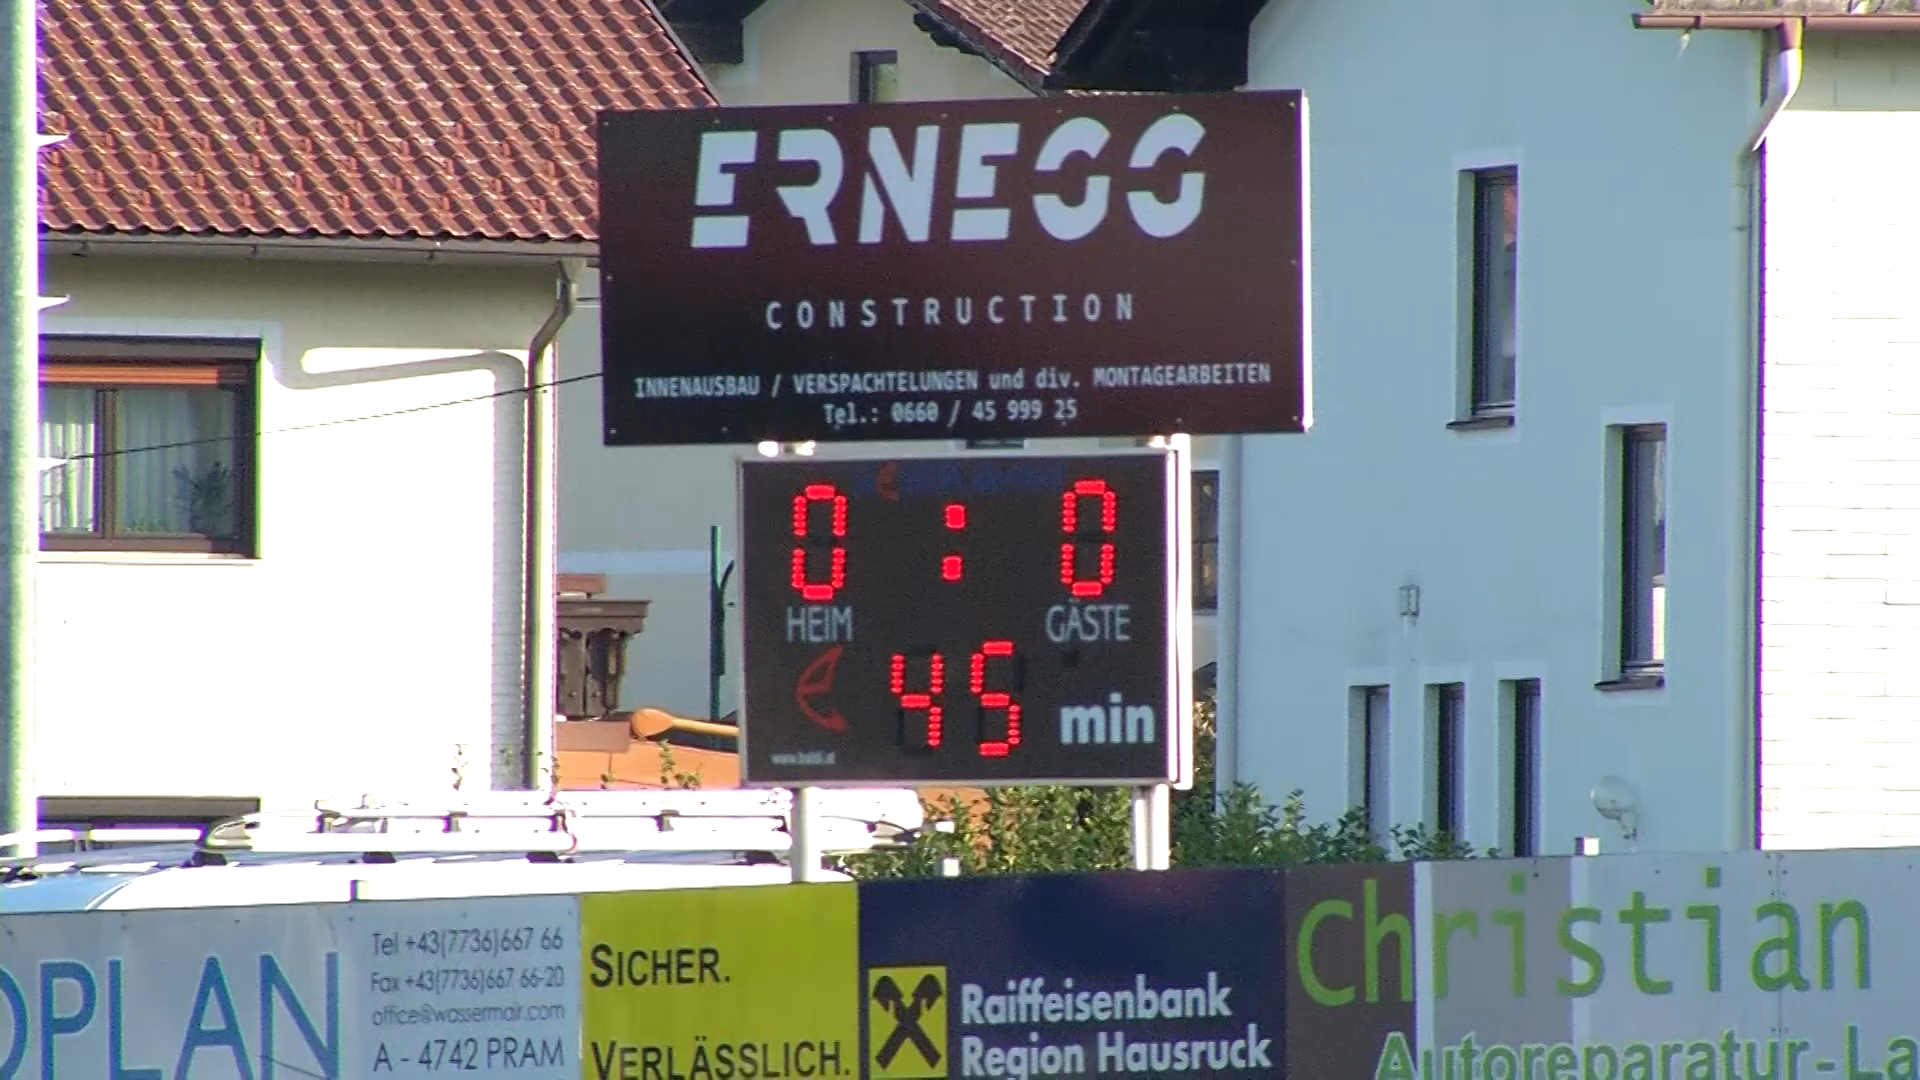 ERNEGG
CONSTRUCTION
INNENAUSBAU / VERSPACHTELUNGEN und div. MONTAGEARBEITEN
Tel.: 0660 / 45 999 25
0 : 0
HEIM GÄSTE
45 min
OPLAN
Tel +43(7736)667 66
Fax +43(7736)667 66-20
office@wassermair.com
A - 4742 PRAM
SICHER.
VERLÄSSLICH.
Raiffeisenbank
Region Hausruck
Christian
Autoreparatur-La